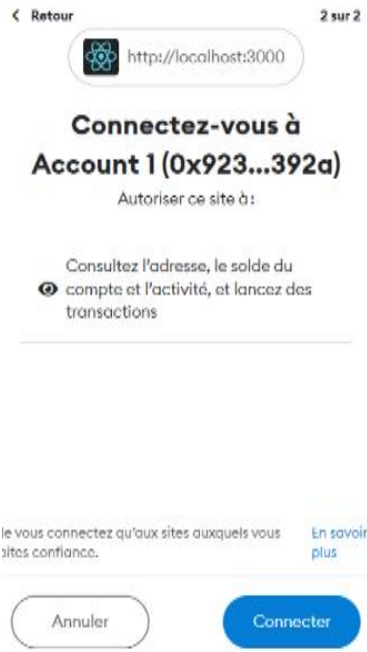 Retour 2 sur 2
http://localhost:3000
Connectez-vous à
Account 1 (0x923...392a)
Autoriser ce site à :
Consultez l'adresse, le solde du
compte et l'activité, et lancez des
transactions
le vous connectez qu'aux sites auxquels vous En savoir
aites confiance. plus
Annuler Connecter